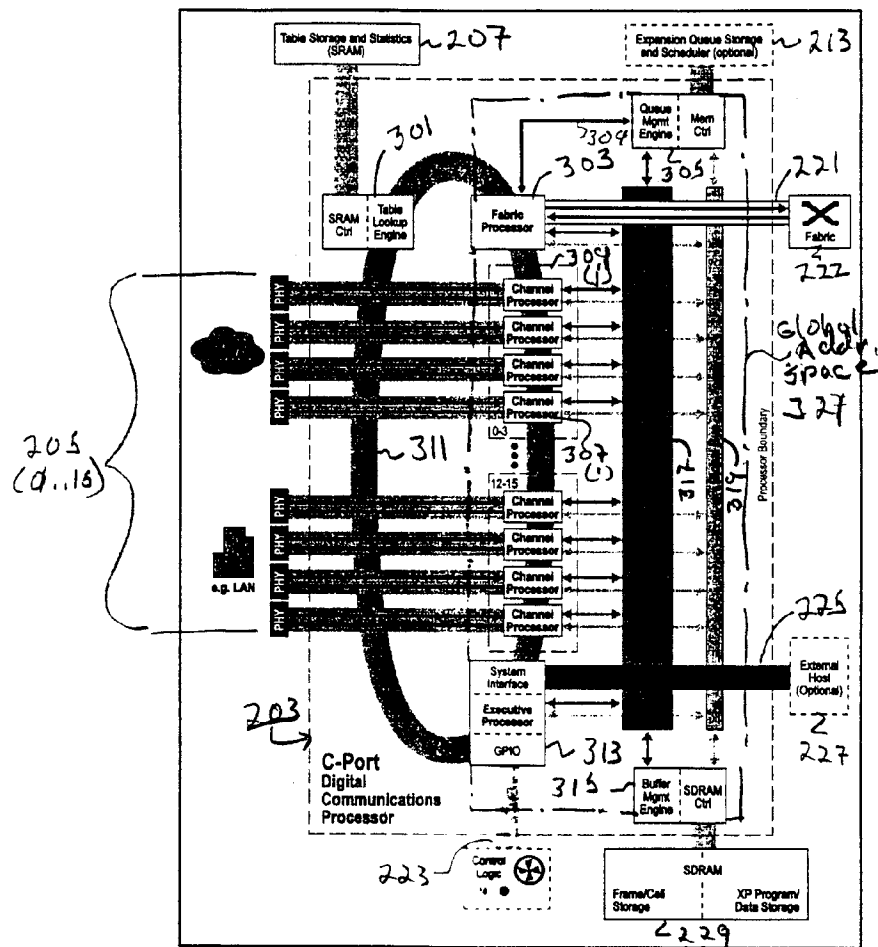 Table Storage and Statistics
(SRAM)
207
Expansion Queue Storage
and Scheduler (optional)
213
Queue
Mgmt
Engine
Mem
Ctrl
301
304
303
305
221
SRAM
Ctrl
Table
Lookup
Engine
Fabric
Processor
Fabric
222
309
PHY
Channel
Processor
PHY
Channel
Processor
PHY
Channel
Processor
PHY
Channel
Processor
Global
Addr.
Space
327
10-3
307
(1)
205
(0..15)
311
317
319
Processor Boundary
12-15
PHY
Channel
Processor
PHY
Channel
Processor
PHY
Channel
Processor
PHY
Channel
Processor
e.g. LAN
225
System
Interface
Executive
Processor
GPIO
External
Host
(Optional)
227
203
313
C-Port
Digital
Communications
Processor
315
Buffer
Mgmt
Engine
SDRAM
Ctrl
223
Control
Logic
SDRAM
Frame/Cell
Storage
XP Program/
Data Storage
229